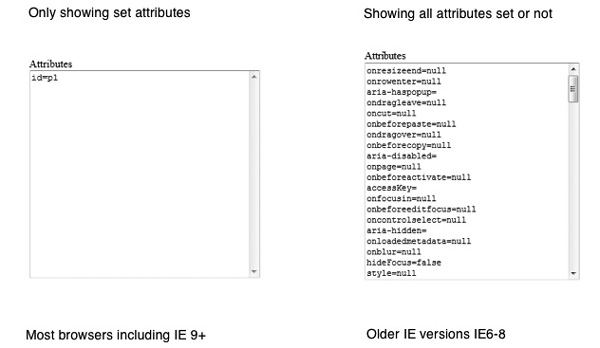 Only showing set attributes
Showing all attributes set or not
Attributes
id=p1
Attributes
onresizeend=null
onrowenter=null
aria-haspopup=
ondragleave=null
oncut=null
onbeforepaste=null
ondragover=null
onbeforecopy=null
aria-disabled=
onpage=null
onbeforeactivate=null
accessKey=
onfocusin=null
onbeforeeditfocus=null
oncontrolselect=null
aria-hidden=
onloadedmetadata=null
onblur=null
hideFocus=false
style=null
Most browsers including IE 9+
Older IE versions IE6-8